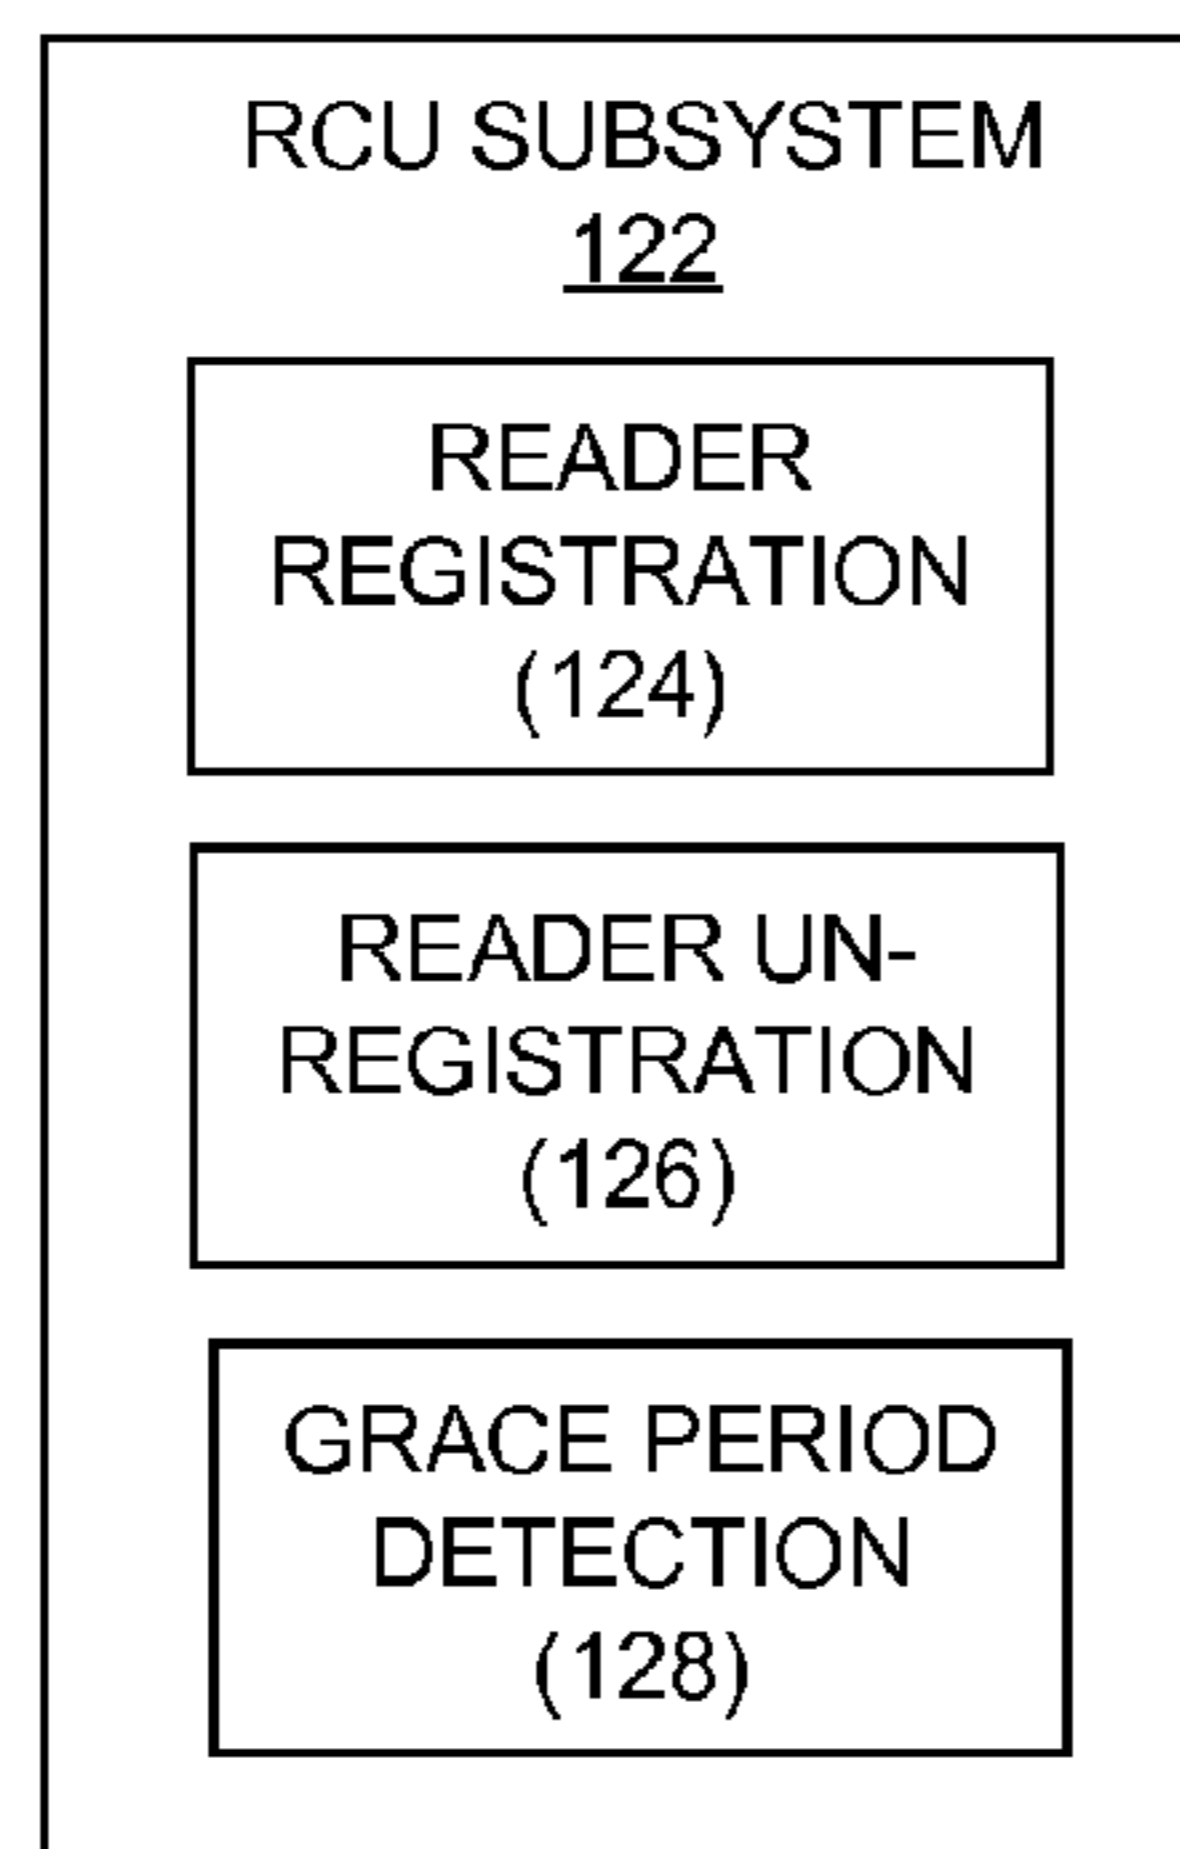 RCU SUBSYSTEM
122
READER
REGISTRATION
(124)
READER UN-
REGISTRATION
(126)
GRACE PERIOD
DETECTION
(128)